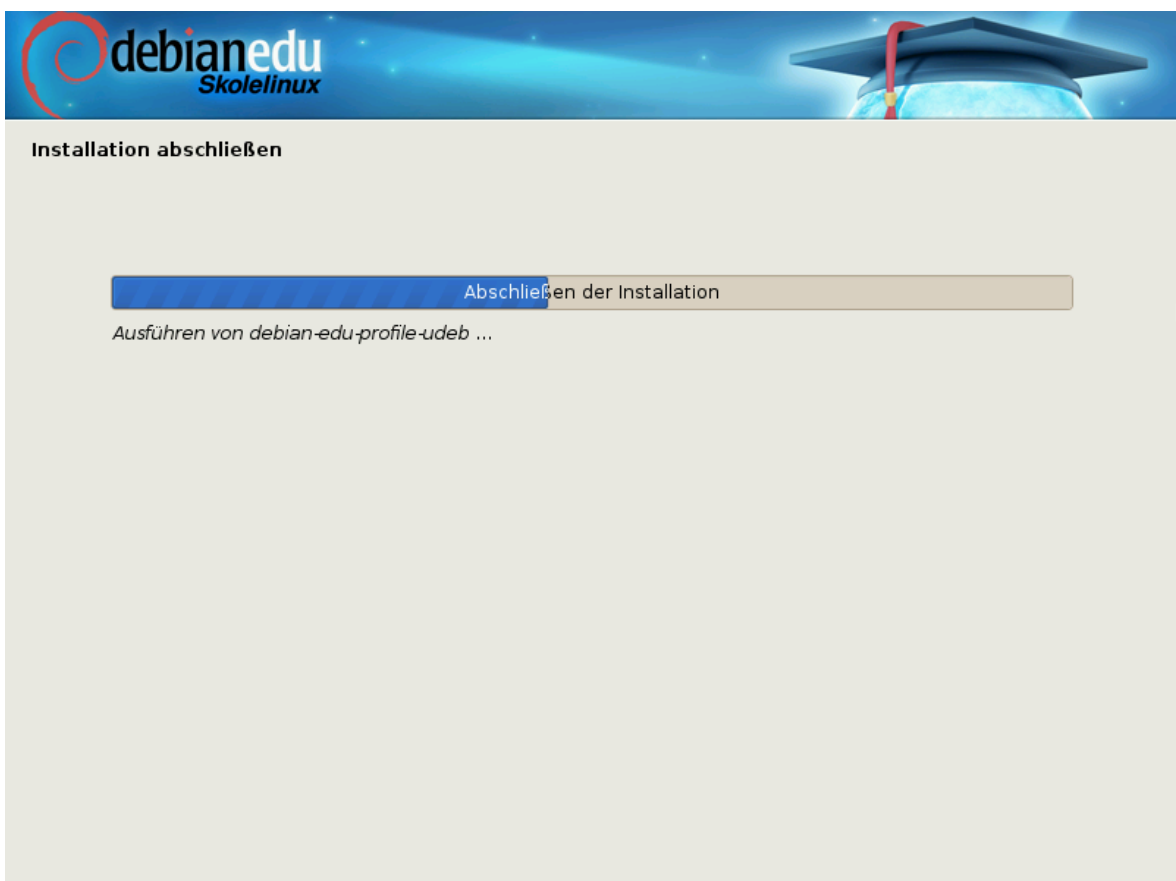 debianedu
Skolelinux
Installation abschließen
Abschließen der Installation
Ausführen von debian-edu-profile-udeb ...